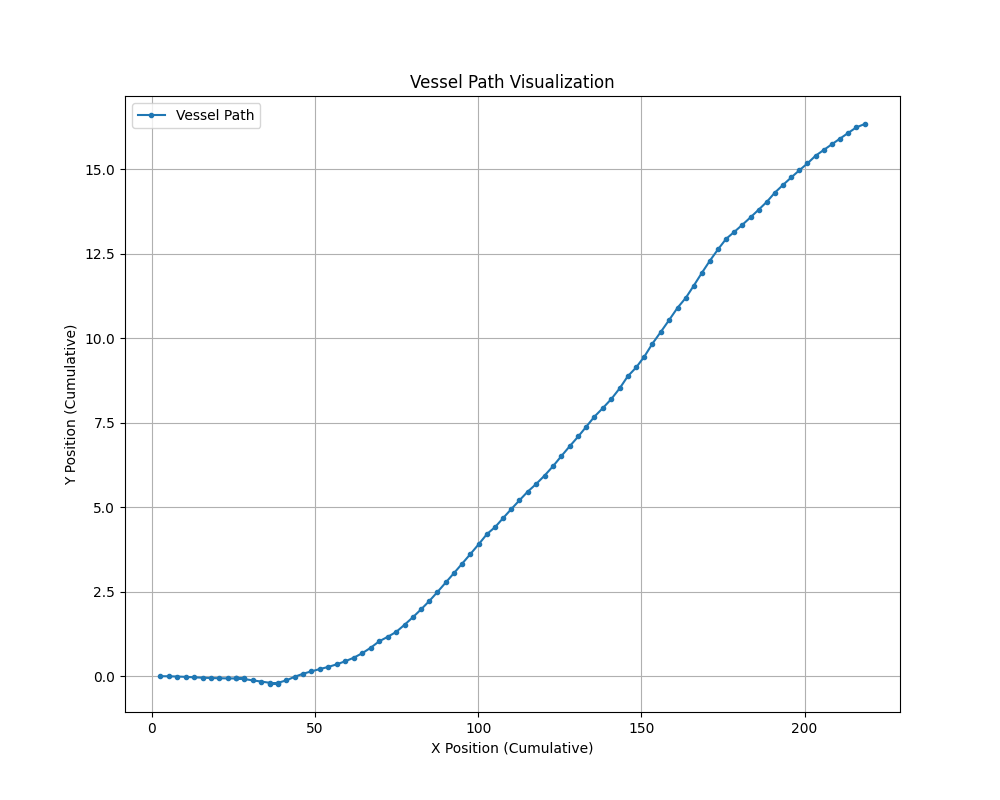 Vessel Path Visualization
Vessel Path
15.0
12.5
10.0
7.5
5.0
2.5
0.0
Y Position (Cumulative)
0 50 100 150 200
X Position (Cumulative)